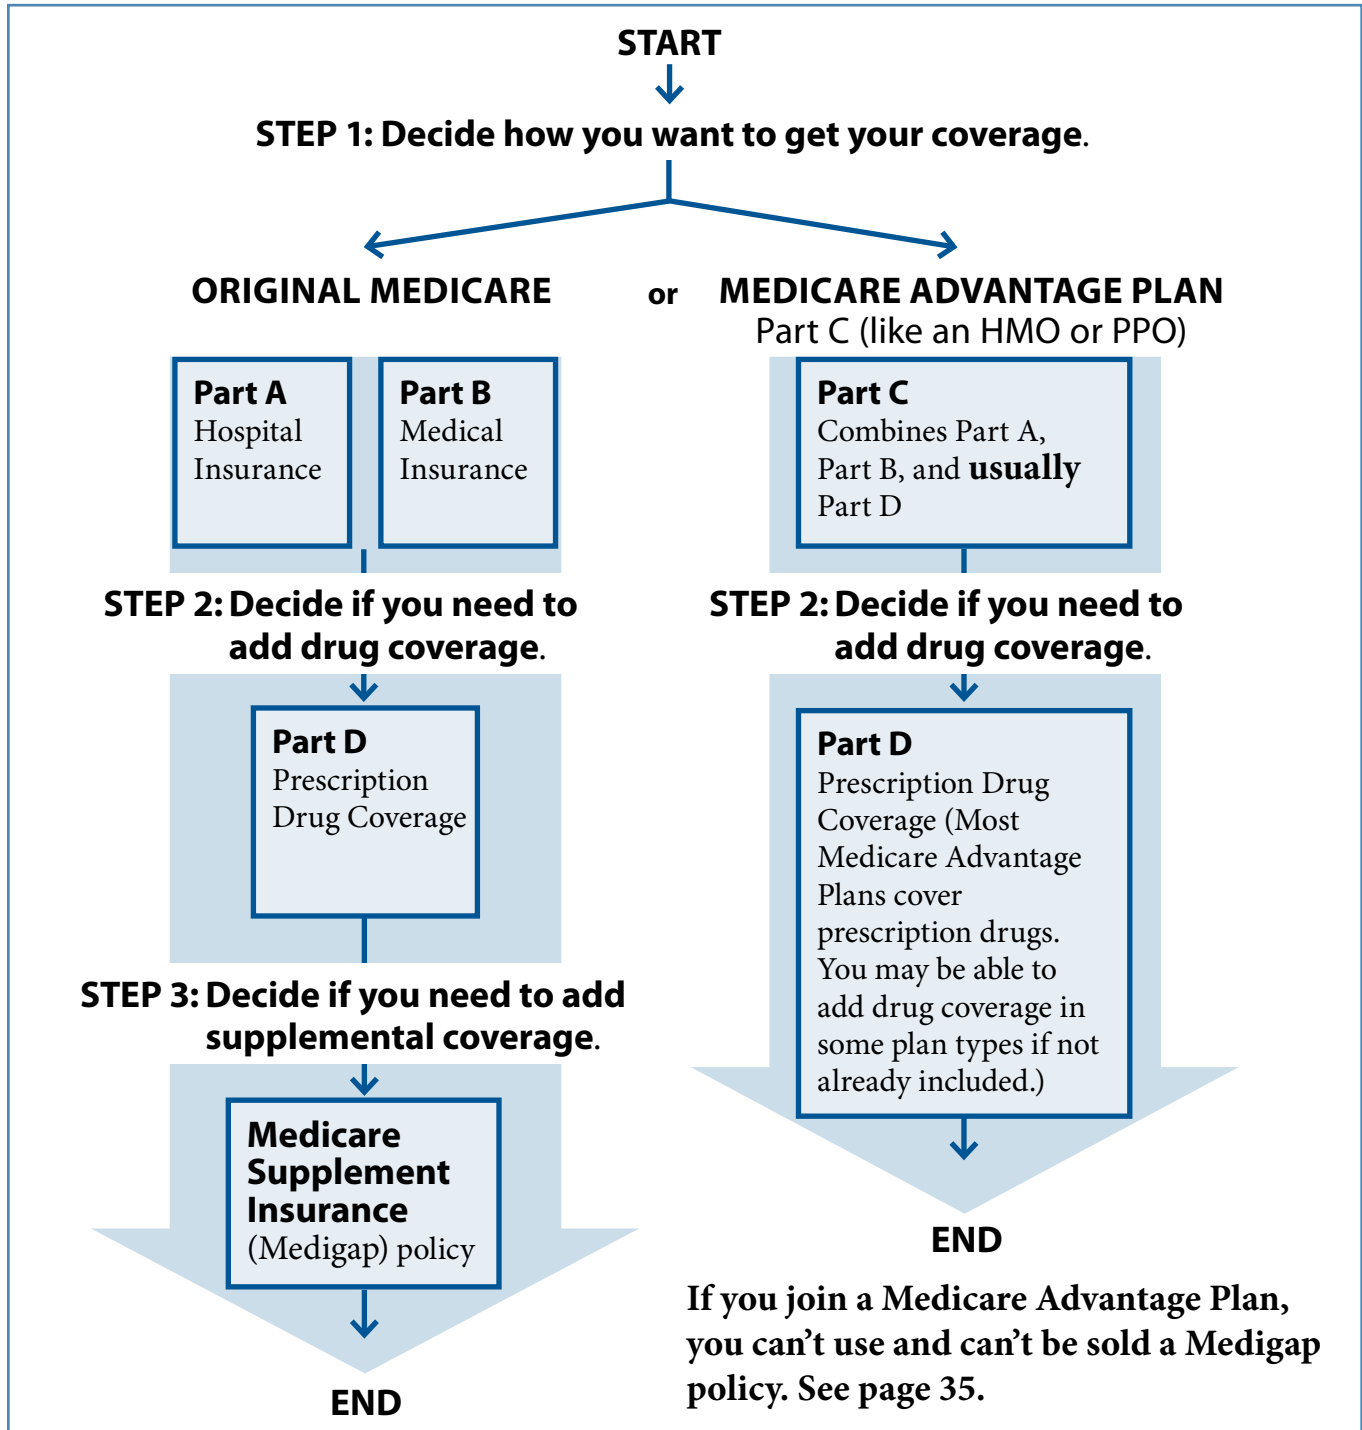 START
STEP 1: Decide how you want to get your coverage.
ORIGINAL MEDICARE
or
MEDICARE ADVANTAGE PLAN
Part C (like an HMO or PPO)
Part A
Hospital
Insurance
Part B
Medical
Insurance
STEP 2: Decide if you need to
add drug coverage.
Part D
Prescription
Drug Coverage
STEP 3: Decide if you need to add
supplemental coverage.
Medicare
Supplement
Insurance
(Medigap) policy
END
Part C
Combines Part A,
Part B, and usually
Part D
STEP 2: Decide if you need to
add drug coverage.
Part D
Prescription Drug
Coverage (Most
Medicare Advantage
Plans cover
prescription drugs.
You may be able to
add drug coverage in
some plan types if not
already included.)
END
If you join a Medicare Advantage Plan,
you can’t use and can’t be sold a Medigap
policy. See page 35.